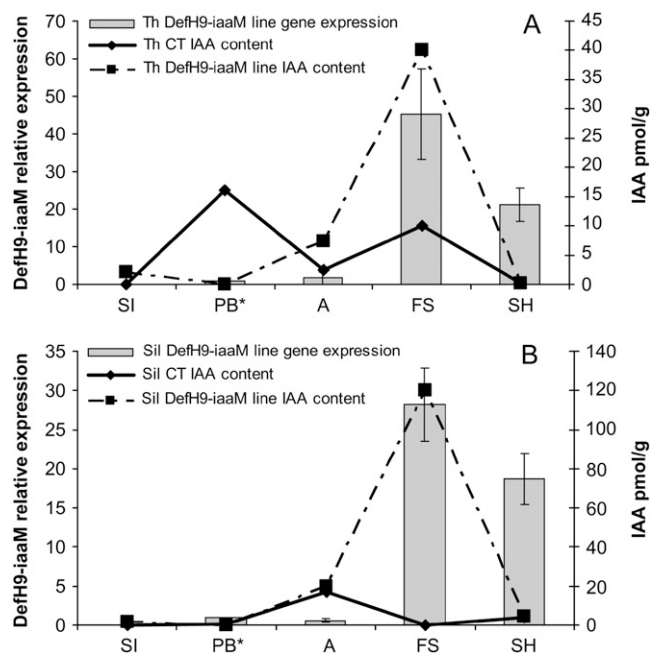 A
Th DefH9-iaaM line gene expression
Th CT IAA content
Th DefH9-iaaM line IAA content
DefH9-iaaM relative expression
70
60
50
40
30
20
10
0
45
40
35
30
25
20
15
10
5
0
IAA pmol/g
SI PB* A FS SH
B
Sil DefH9-iaaM line gene expression
Sil CT IAA content
Sil DefH9-iaaM line IAA content
DefH9-iaaM relative expression
35
30
25
20
15
10
5
0
140
120
100
80
60
40
20
0
IAA pmol/g
SI PB* A FS SH